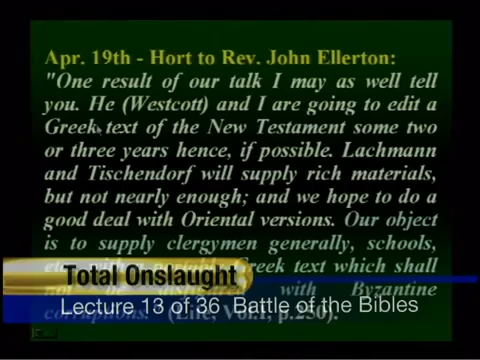 Apr. 19th - Hort to Rev. John Ellerton:
"One result of our talk I may as well tell
you. He (Westcott) and I are going to edit a
Greek text of the New Testament some two
or three years hence, if possible. Lachmann
and Tischendorf will supply rich materials,
but not nearly enough; and we hope to do a
good deal with Oriental versions. Our object
is to supply clergymen generally, schools,
Greek text which shall
with Byzantine
(Life, Vol.I, p.250).
Total Onslaught
Lecture 13 of 36 Battle of the Bibles